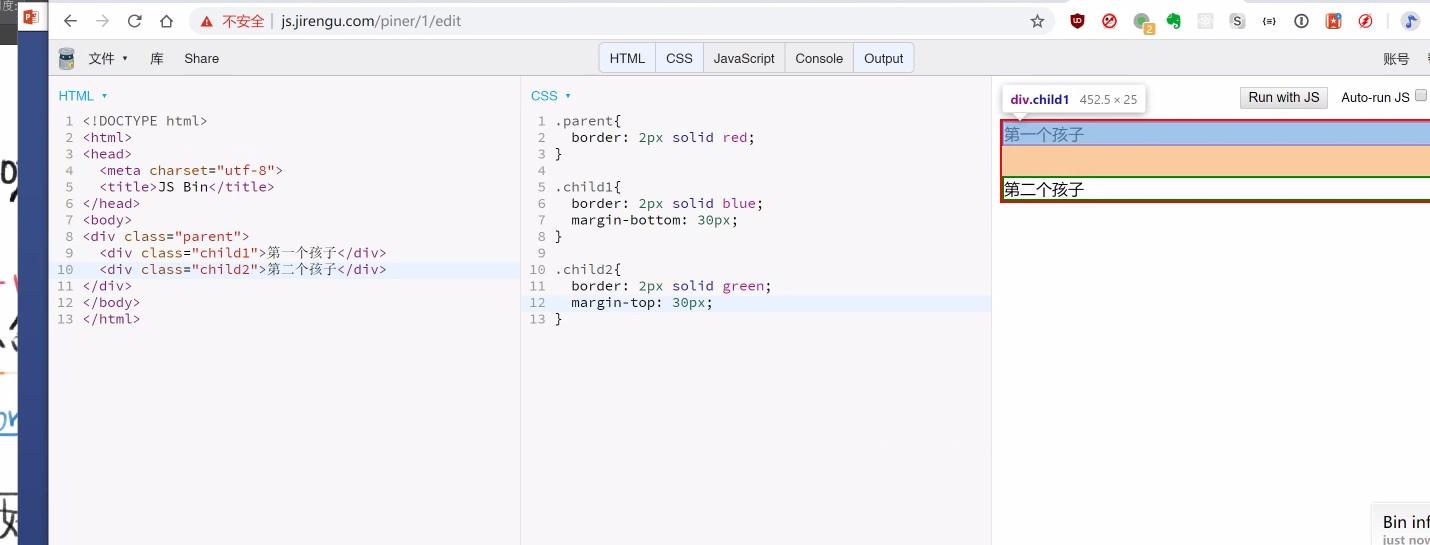 不安全 js.jirengu.com/piner/1/edit
2
文件 库 Share HTML CSS JavaScript Console Output 账号
HTML
1 <!DOCTYPE html>
2 <html>
3 <head>
4 <meta charset="utf-8">
5 <title>JS Bin</title>
6 </head>
7 <body>
8 <div class="parent">
9 <div class="child1">第一个孩子</div>
10 <div class="child2">第二个孩子</div>
11 </div>
12 </body>
13 </html>
CSS
1 .parent{
2 border: 2px solid red;
3 }
4
5 .child1{
6 border: 2px solid blue;
7 margin-bottom: 30px;
8 }
9
10 .child2{
11 border: 2px solid green;
12 margin-top: 30px;
13 }
div.child1 452.5 × 25
Run with JS Auto-run JS
第一个孩子
第二个孩子
Bin inf
just now